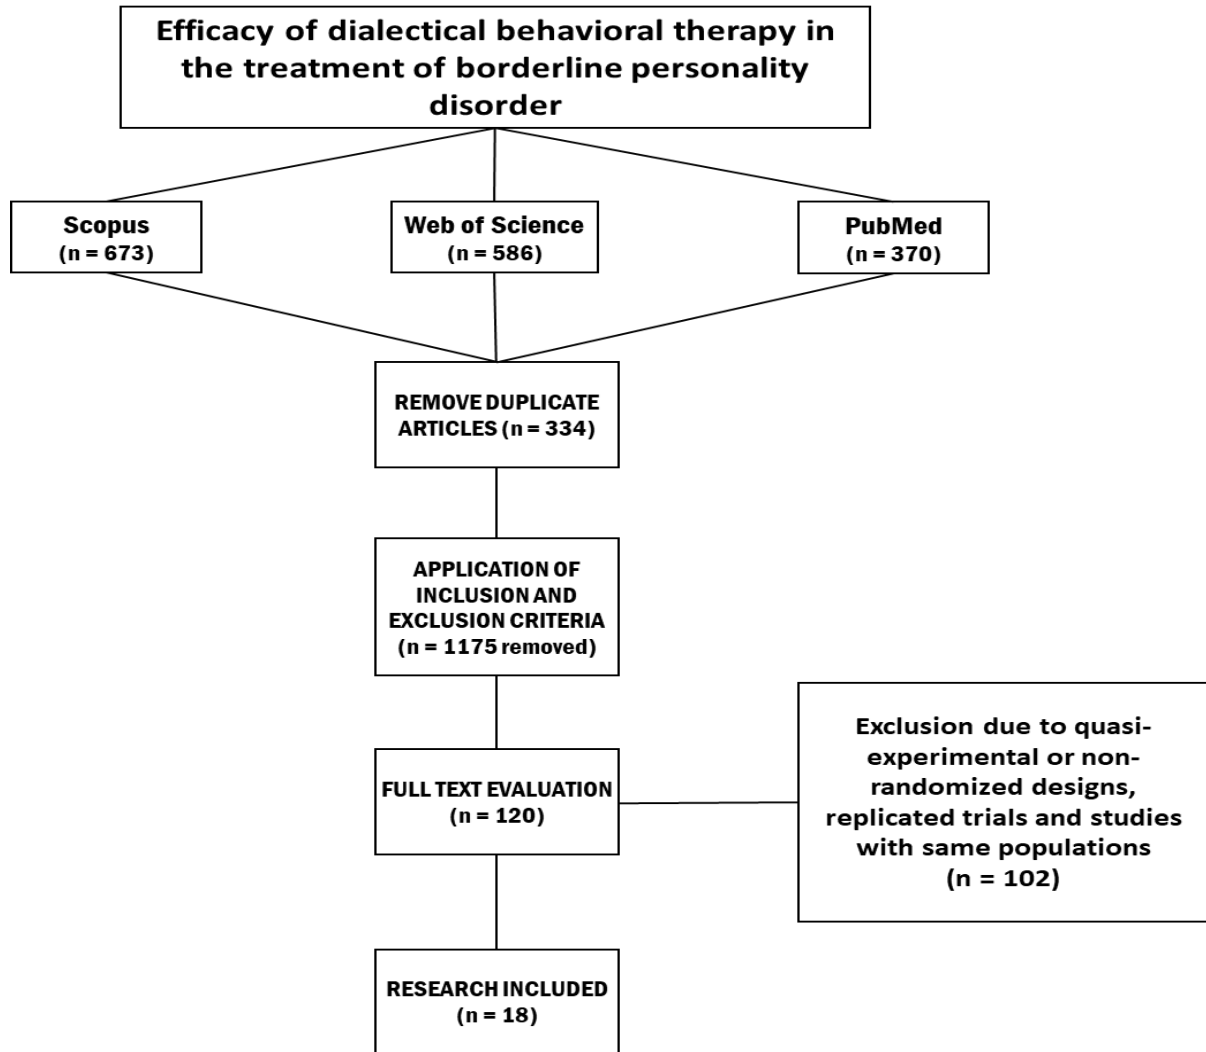 Efficacy of dialectical behavioral therapy in
the treatment of borderline personality
disorder
Scopus
(n = 673)
Web of Science
(n = 586)
PubMed
(n = 370)
REMOVE DUPLICATE
ARTICLES (n = 334)
APPLICATION OF
INCLUSION AND
EXCLUSION CRITERIA
(n = 1175 removed)
FULL TEXT EVALUATION
(n = 120)
Exclusion due to quasi-
experimental or non-
randomized designs,
replicated trials and studies
with same populations
(n = 102)
RESEARCH INCLUDED
(n = 18)